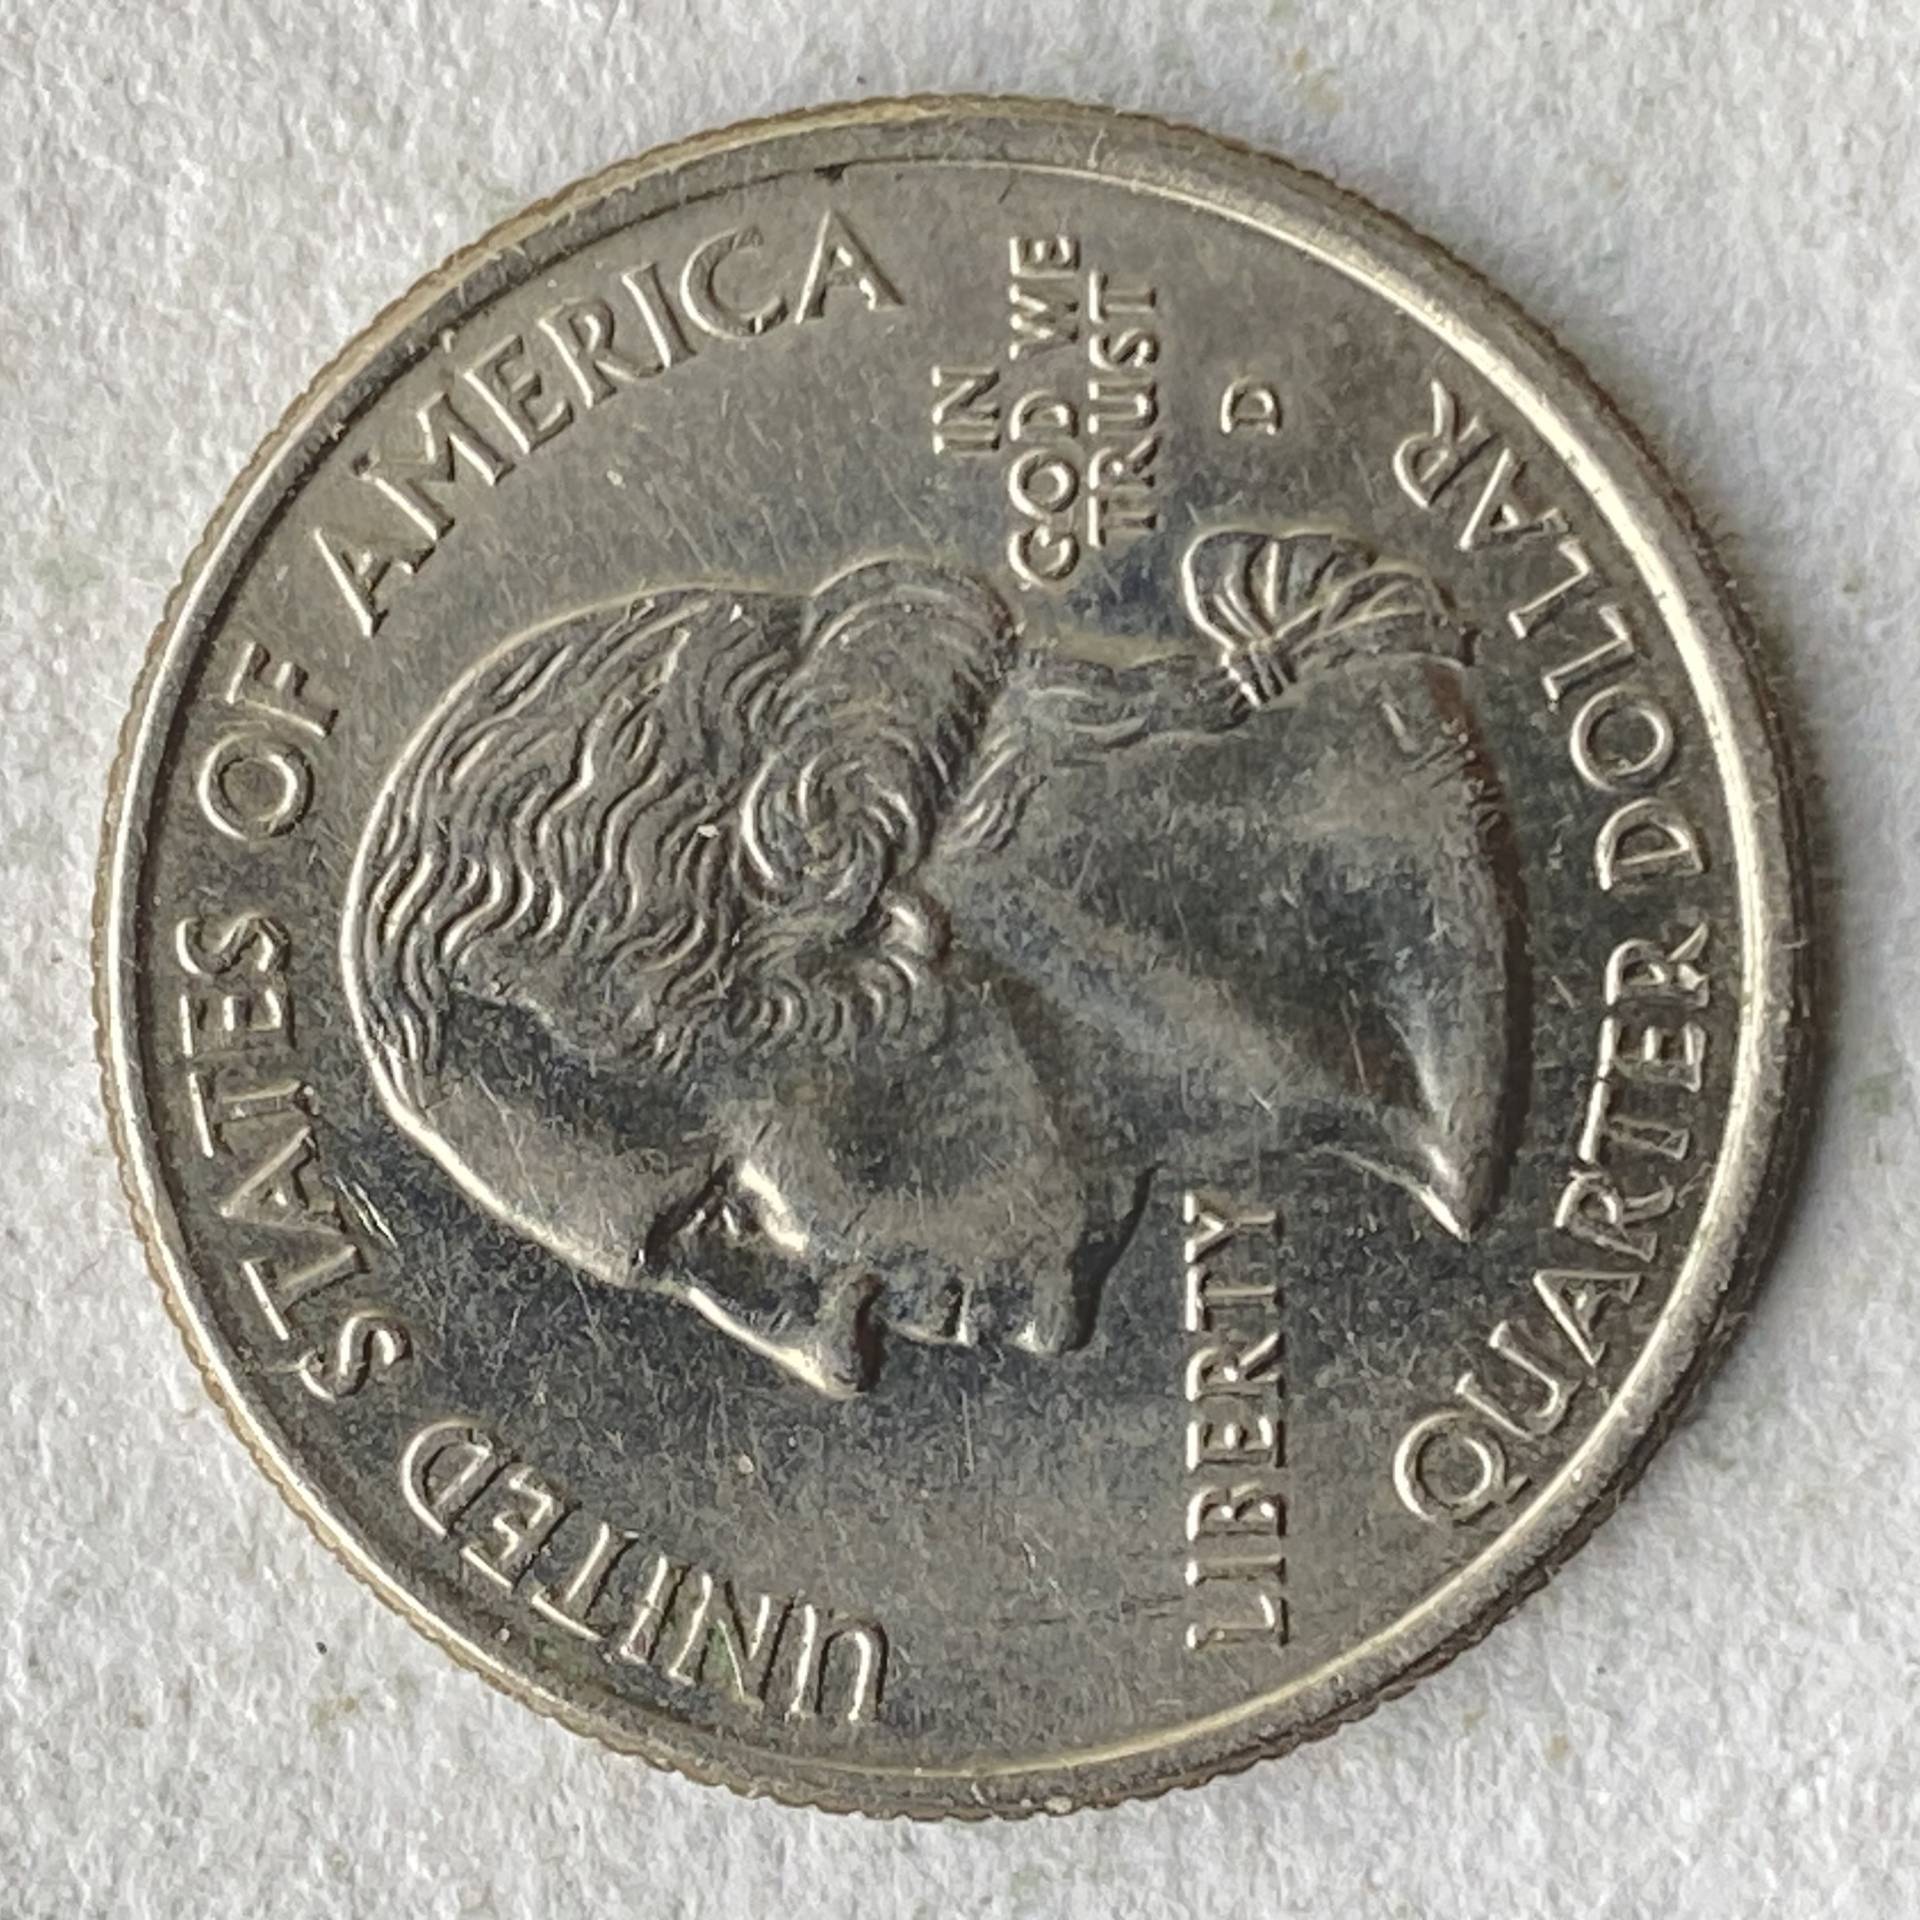 UNITED STATES OF AMERICA
LIBERTY
IN
GOD WE
TRUST
D
QUARTER DOLLAR